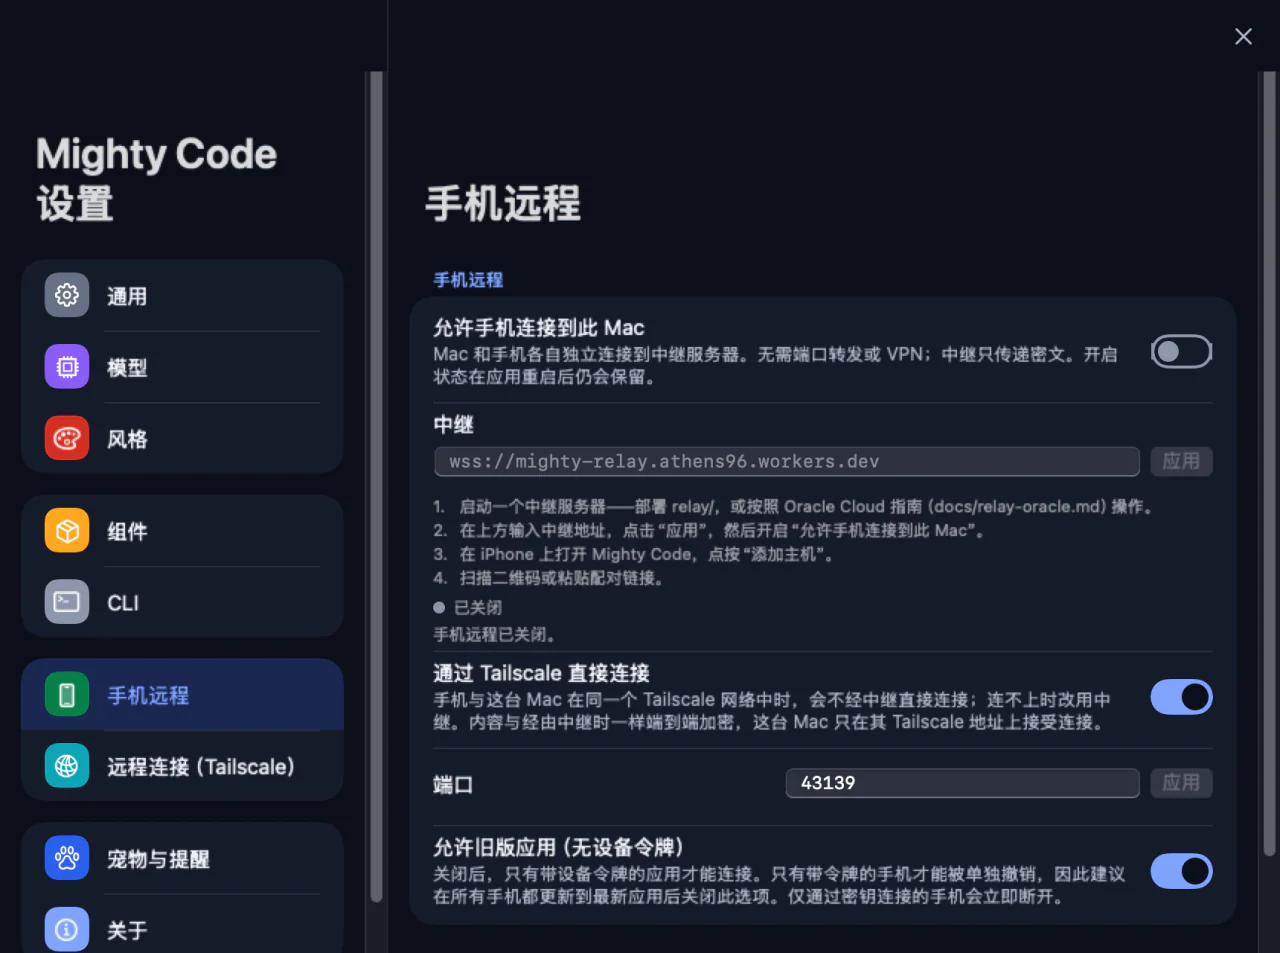 Mighty Code
设置
通用
模型
风格
组件
CLI
手机远程
远程连接 (Tailscale)
宠物与提醒
关于
手机远程
手机远程
允许手机连接到此 Mac
Mac 和手机各自独立连接到中继服务器。无需端口转发或 VPN；中继只传递密文。开启
状态在应用重启后仍会保留。
中继
wss://mighty-relay.athens96.workers.dev
应用
1. 启动一个中继服务器——部署 relay/，或按照 Oracle Cloud 指南 (docs/relay-oracle.md) 操作。
2. 在上方输入中继地址，点击“应用”，然后开启“允许手机连接到此 Mac”。
3. 在 iPhone 上打开 Mighty Code，点按“添加主机”。
4. 扫描二维码或粘贴配对链接。
已关闭
手机远程已关闭。
通过 Tailscale 直接连接
手机与这台 Mac 在同一个 Tailscale 网络中时，会不经中继直接连接；连不上时改用中
继。内容与经由中继时一样端到端加密，这台 Mac 只在其 Tailscale 地址上接受连接。
端口
43139
应用
允许旧版应用 (无设备令牌)
关闭后，只有带设备令牌的应用才能连接。只有带令牌的手机才能被单独撤销，因此建议
在所有手机都更新到最新应用后关闭此选项。仅通过密钥连接的手机会立即断开。